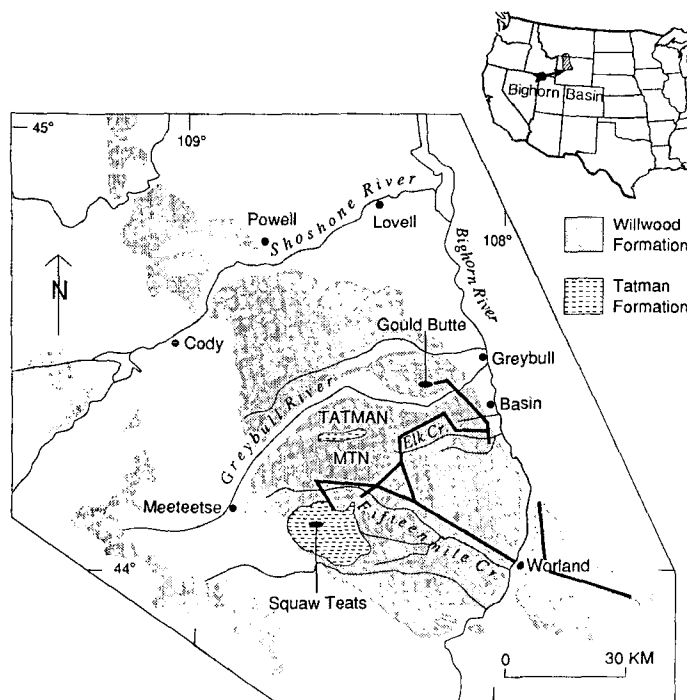 Bighorn Basin
45°
109°
Shoshone River
Powell
Lovell
108°
Willwood
Formation
Bighorn River
N
Tatman
Formation
Gould Butte
Cody
Greybull
Greybull River
Basin
TATMAN
Elk Cr.
MTN
Meeteetse
Fifteenmile Cr.
44°
Worland
Squaw Teats
0 30 KM